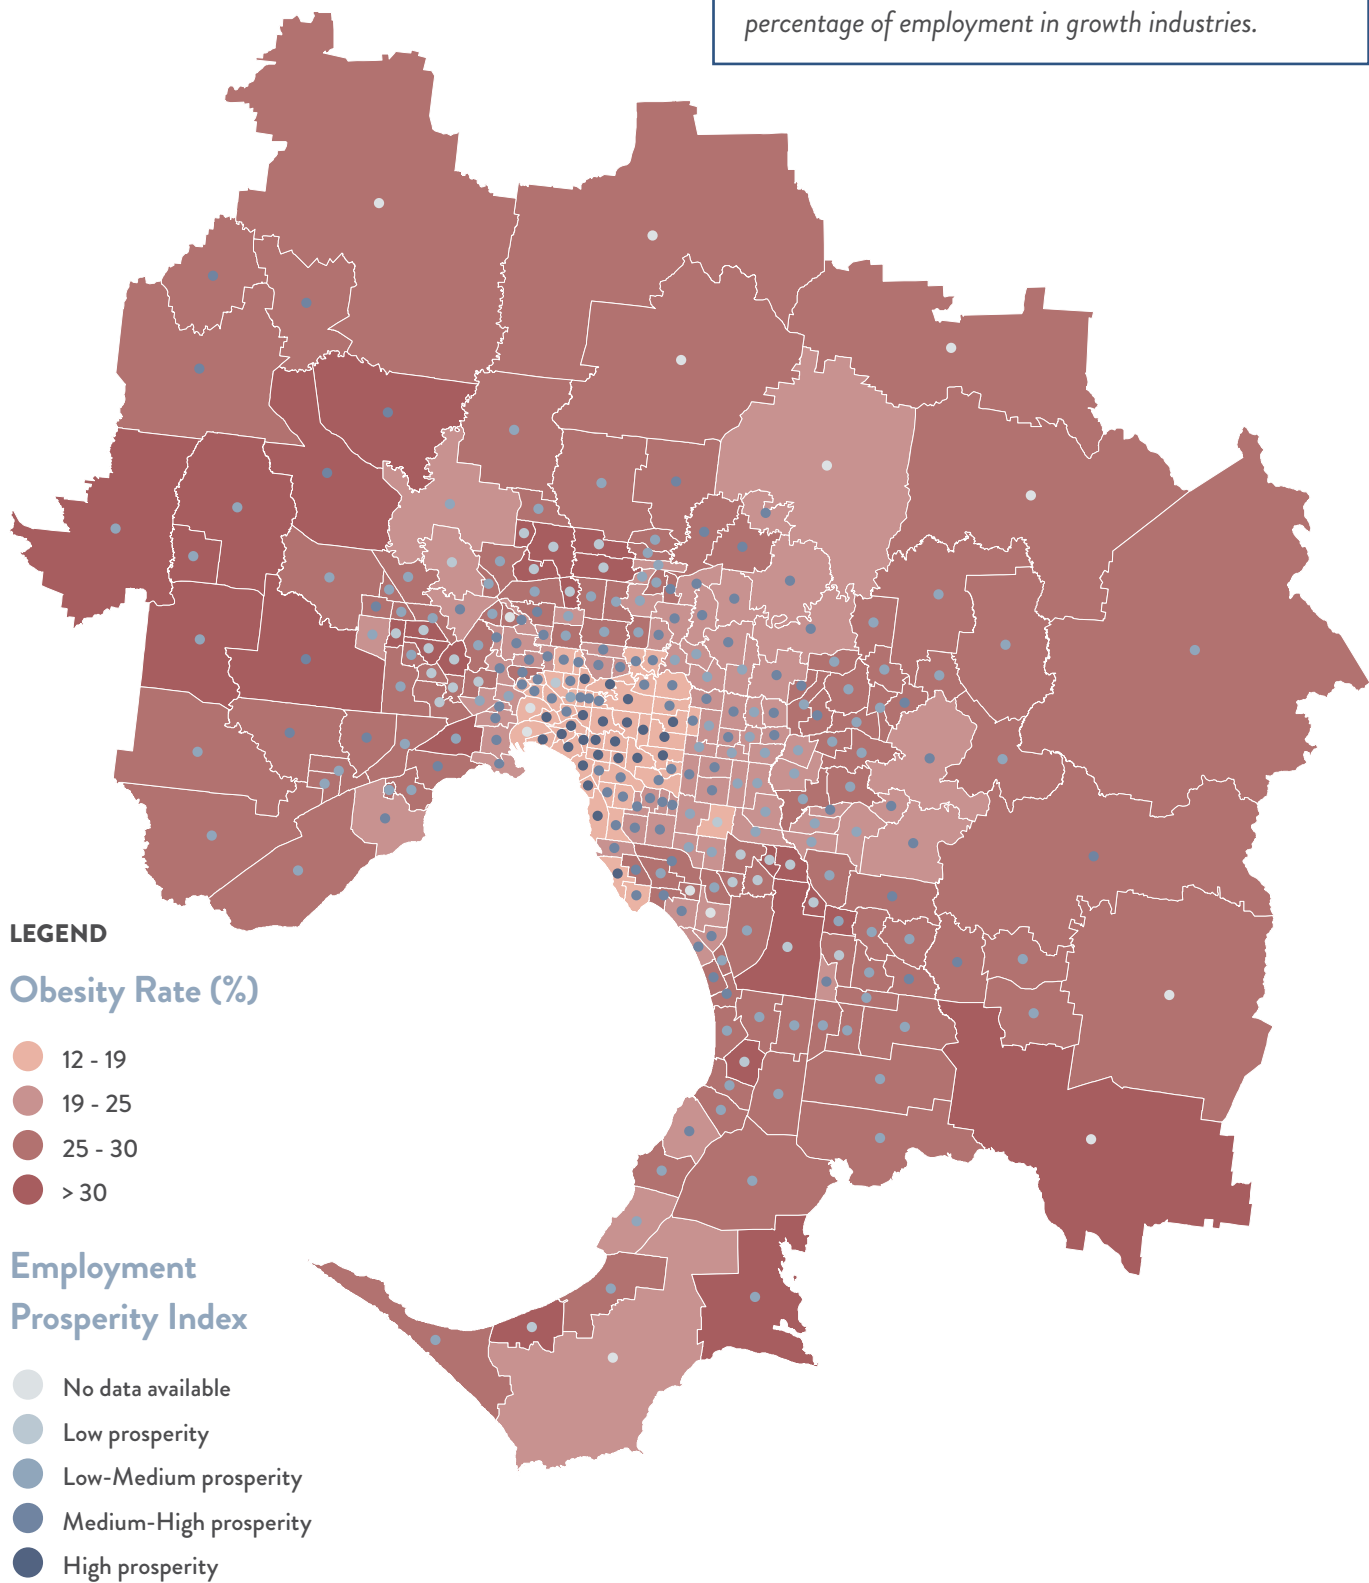 percentage of employment in growth industries.
LEGEND
Obesity Rate (%)
12 - 19
19 - 25
25 - 30
> 30
Employment
Prosperity Index
No data available
Low prosperity
Low-Medium prosperity
Medium-High prosperity
High prosperity